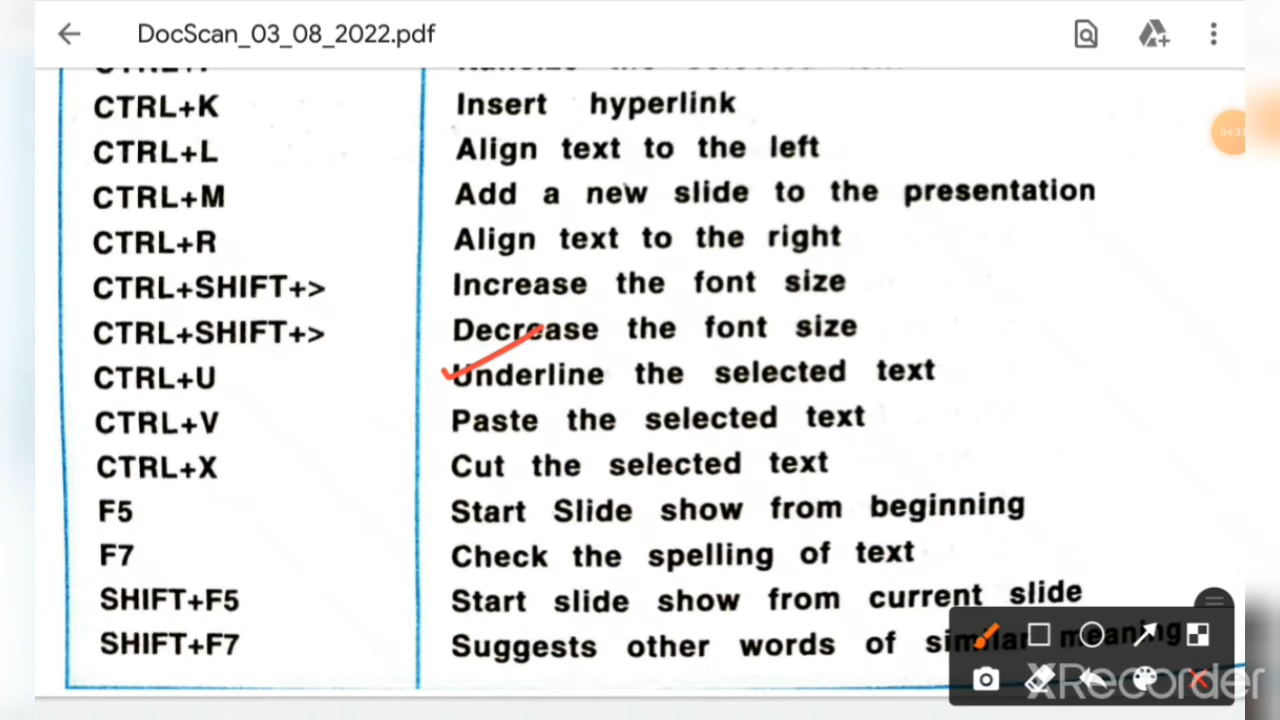 DocScan_03_08_2022.pdf
CTRL+K Insert hyperlink
CTRL+L Align text to the left
CTRL+M Add a new slide to the presentation
CTRL+R Align text to the right
CTRL+SHIFT+> Increase the font size
CTRL+SHIFT+> Decrease the font size
CTRL+U Underline the selected text
CTRL+V Paste the selected text
CTRL+X Cut the selected text
F5 Start Slide show from beginning
F7 Check the spelling of text
SHIFT+F5 Start slide show from current slide
SHIFT+F7 Suggests other words of similar meaning
XRecorder